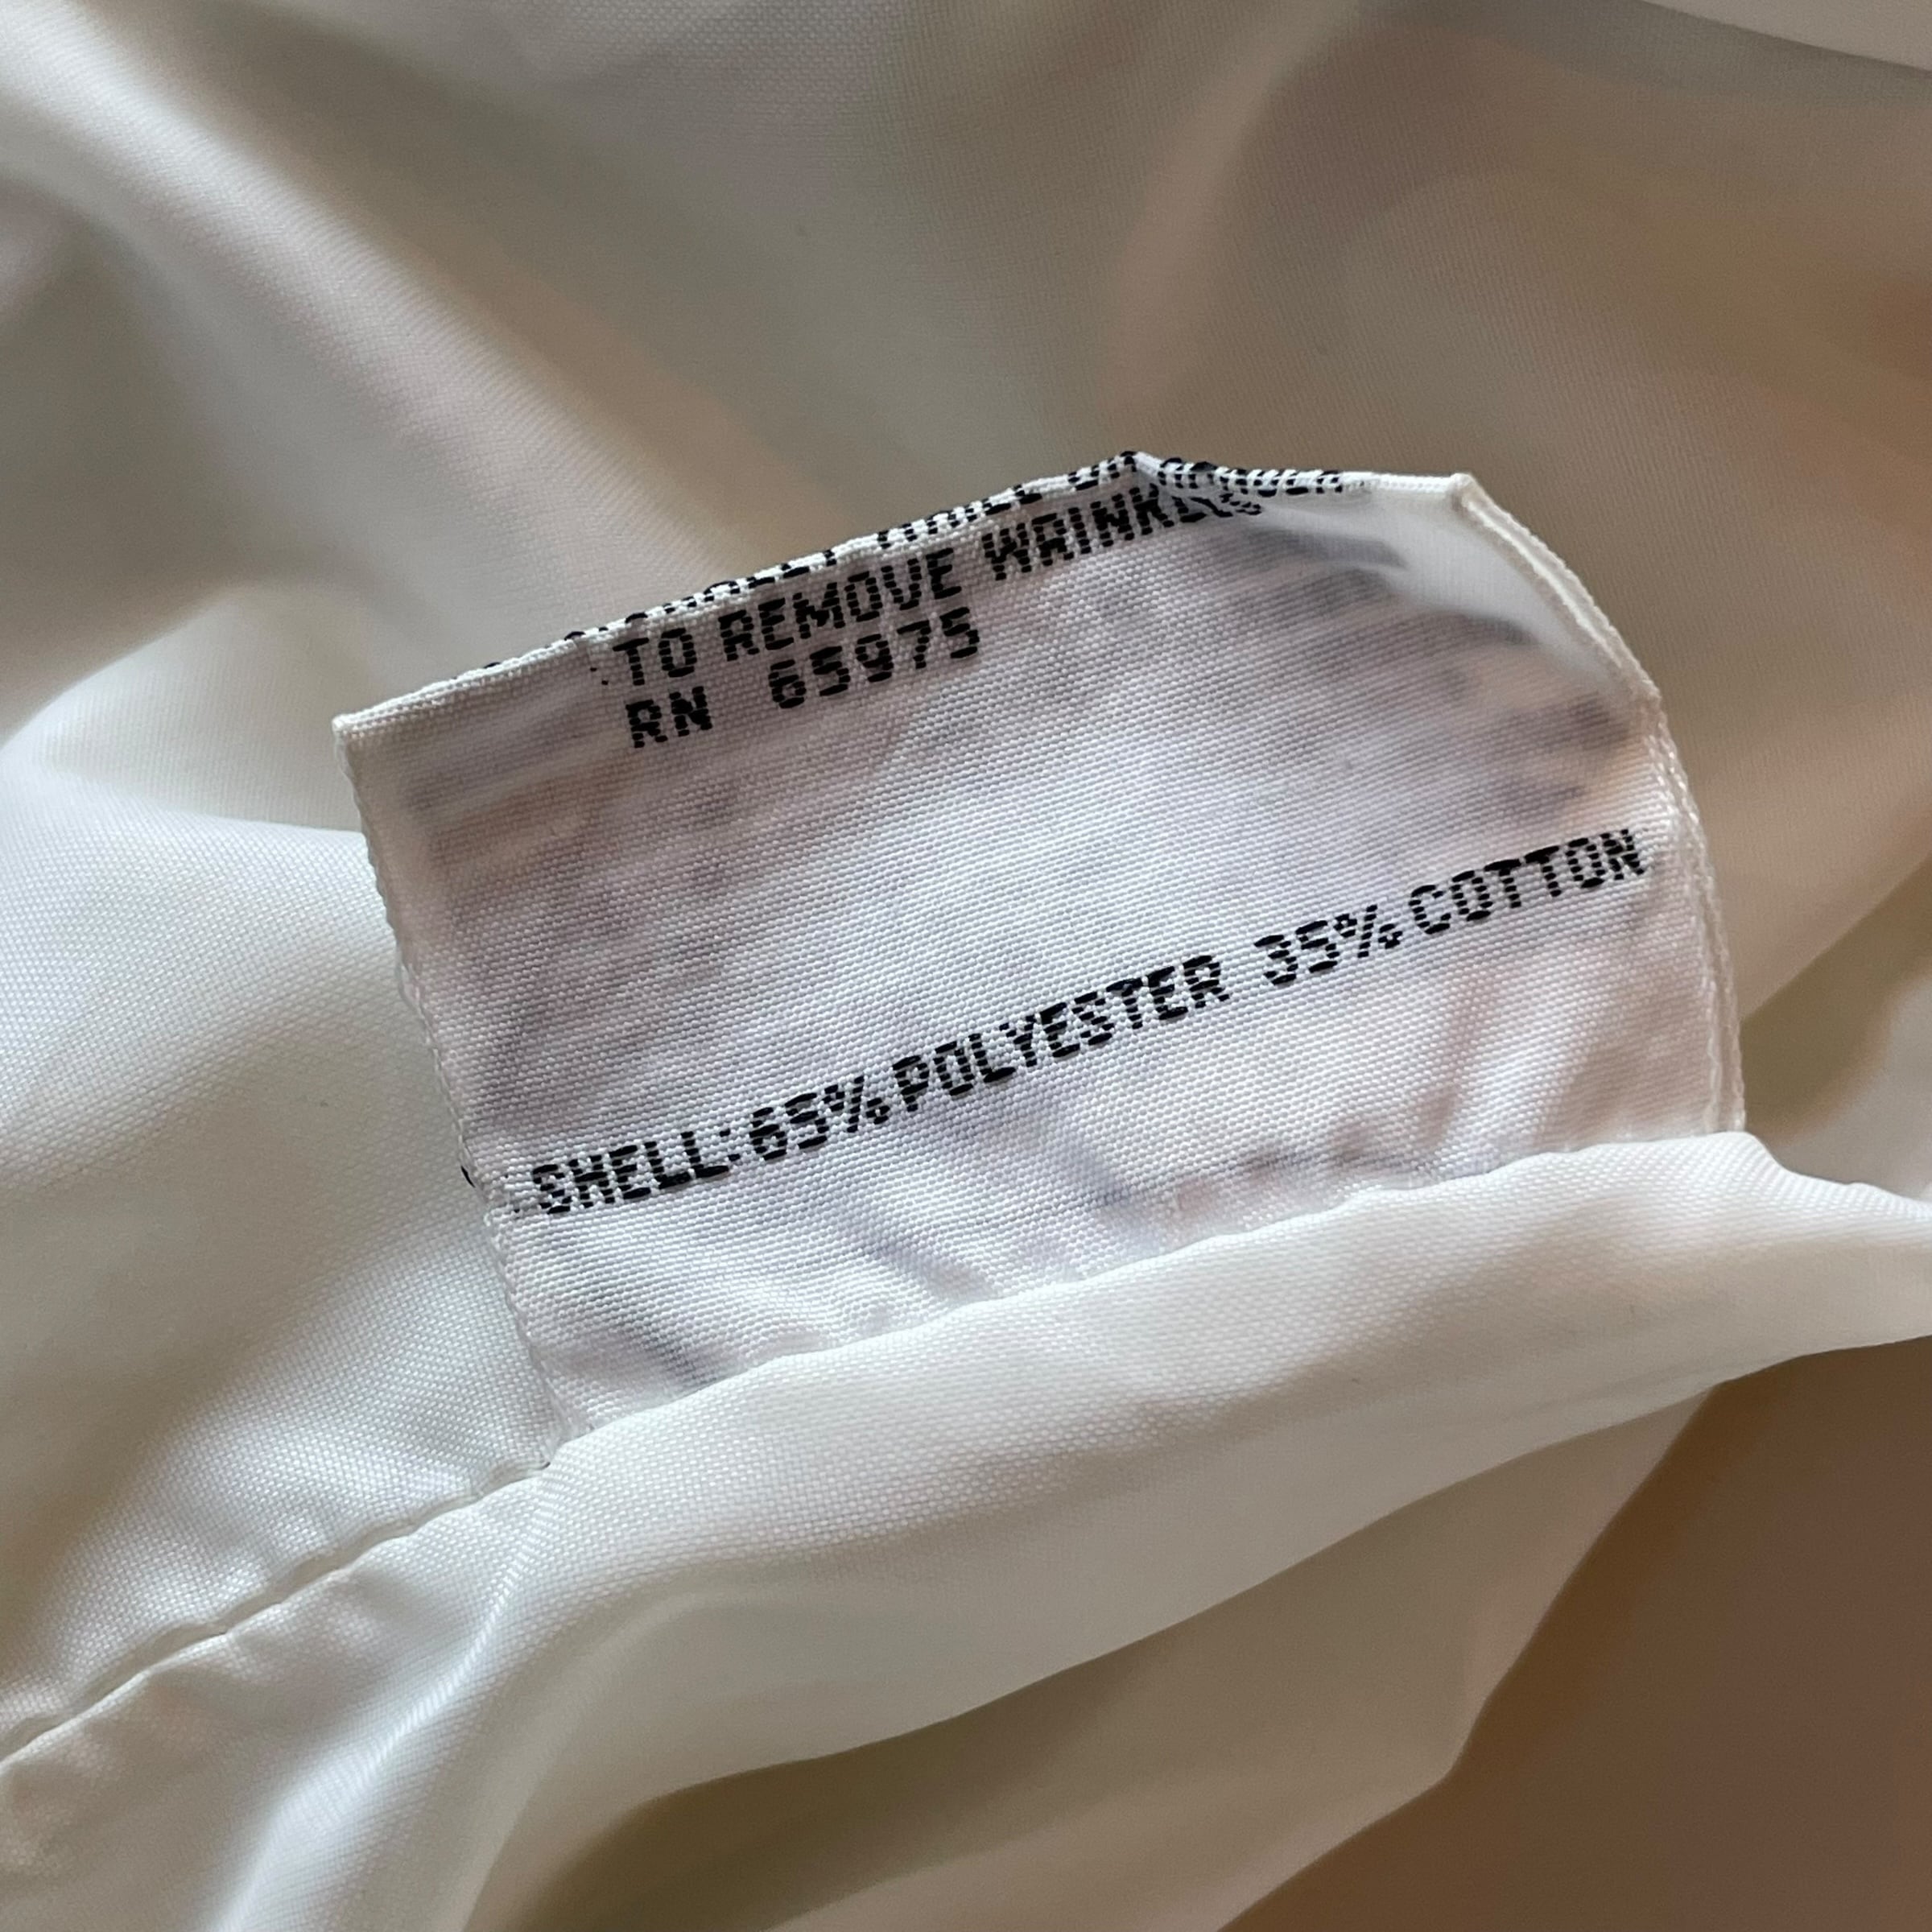 TO REMOVE WRINKLES
RN 65975
SHELL:65%POLYESTER 35%COTTON